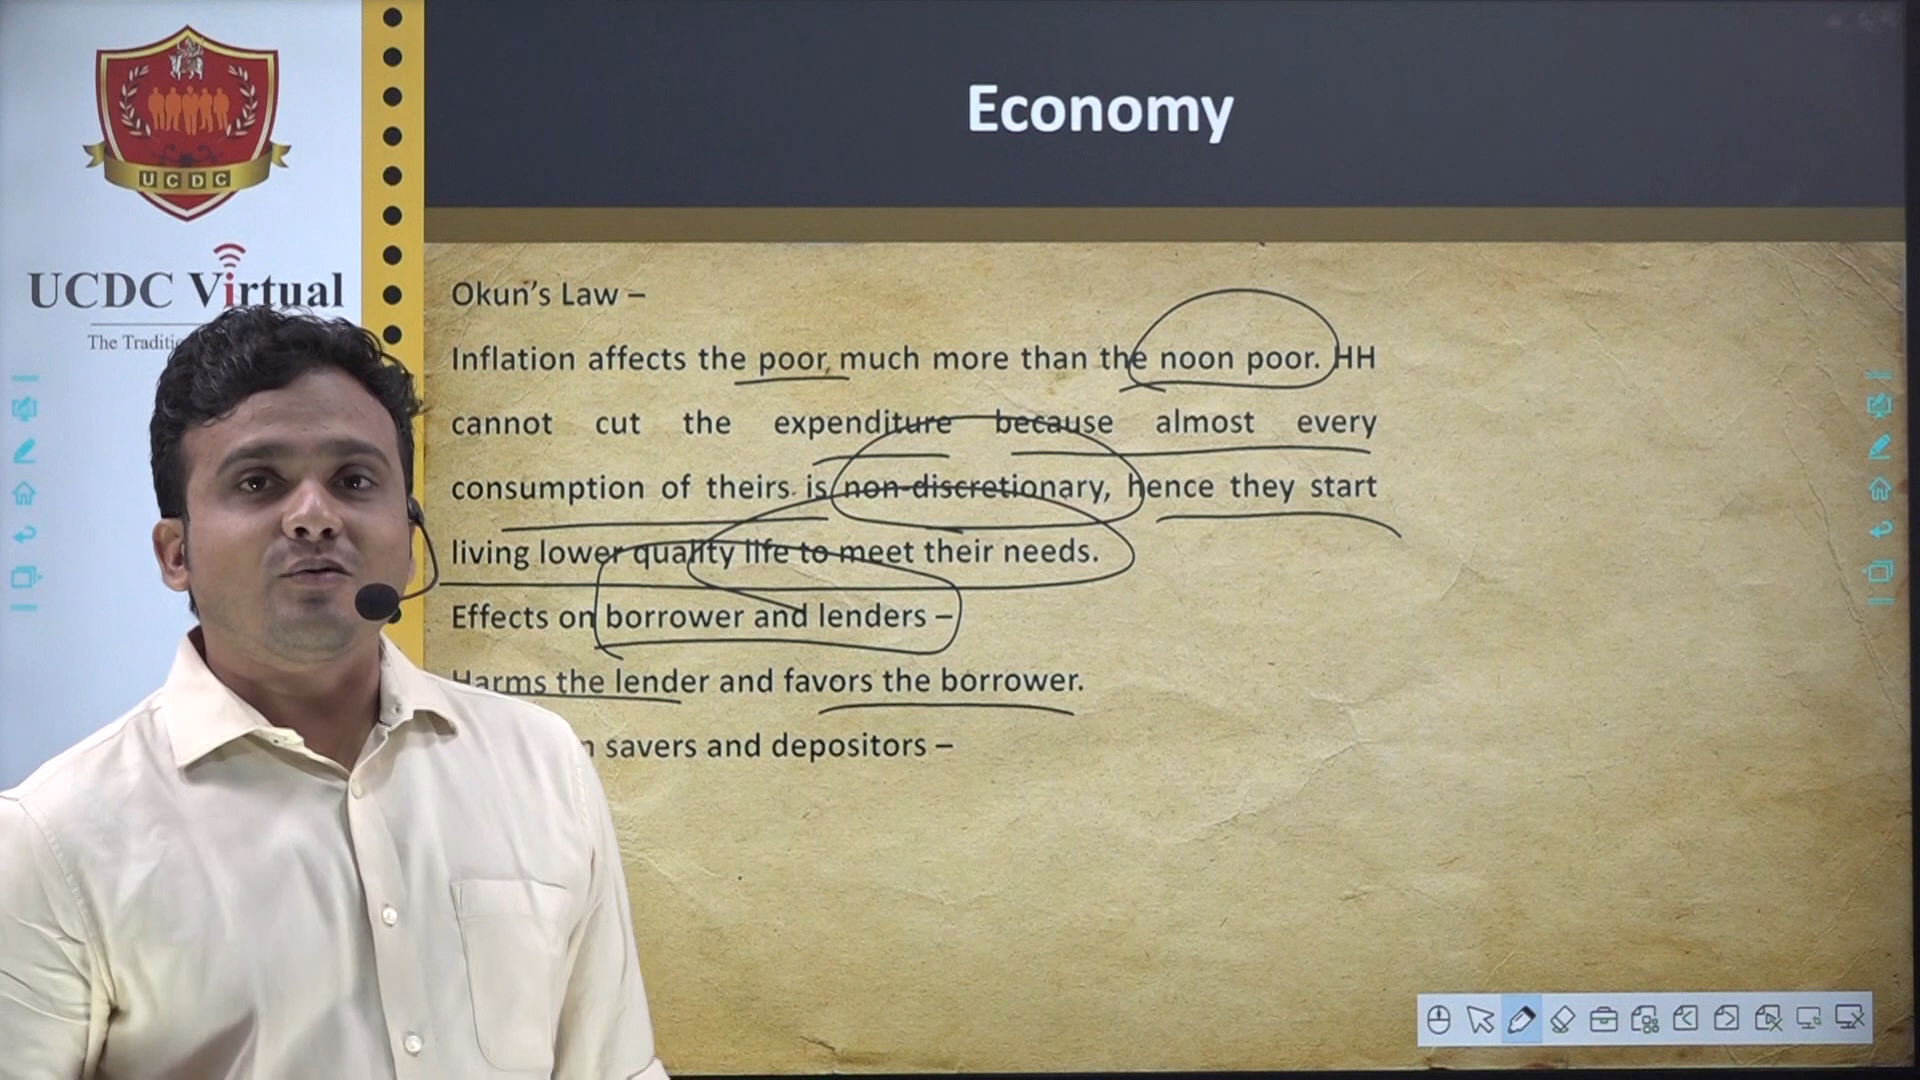 UCDC
UCDC Virtual
The
Economy
Okun's Law –
Inflation affects the poor, much more than the noon poor. HH
cannot cut the expenditure because almost every
consumption of theirs is non-discretionary, hence they start
living lower quality life to meet their needs.
Effects on borrower and lenders –
Harms the lender and favors the borrower.
savers and depositors –